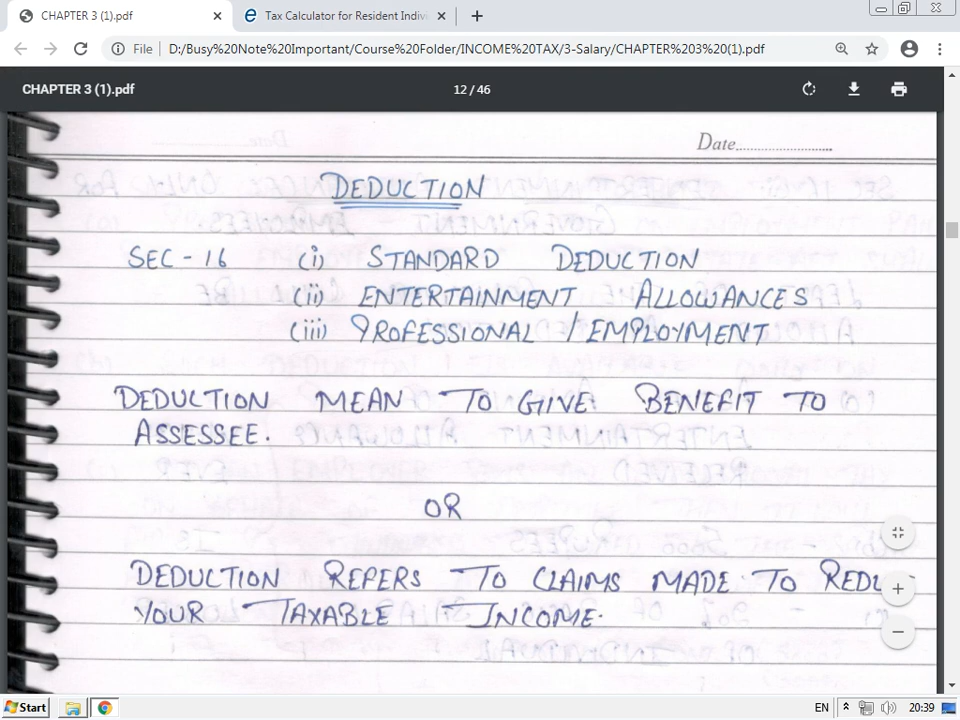 CHAPTER 3 (1).pdf
Tax Calculator for Resident Indivi
File
D:/Busy%20Note%20Important/Course%20Folder/INCOME%20TAX/3-Salary/CHAPTER%203%20(1).pdf
CHAPTER 3 (1).pdf
12 / 46
Date
DEDUCTION
SEC - 16 (i) STANDARD DEDUCTION
(ii) ENTERTAINMENT ALLOWANCES
(iii) PROFESSIONAL / EMPLOYMENT
DEDUCTION MEAN TO GIVE BENEFIT TO
ASSESSEE.
OR
DEDUCTION REFERS TO CLAIMS MADE TO REDU
YOUR TAXABLE INCOME.
Start
EN
20:39